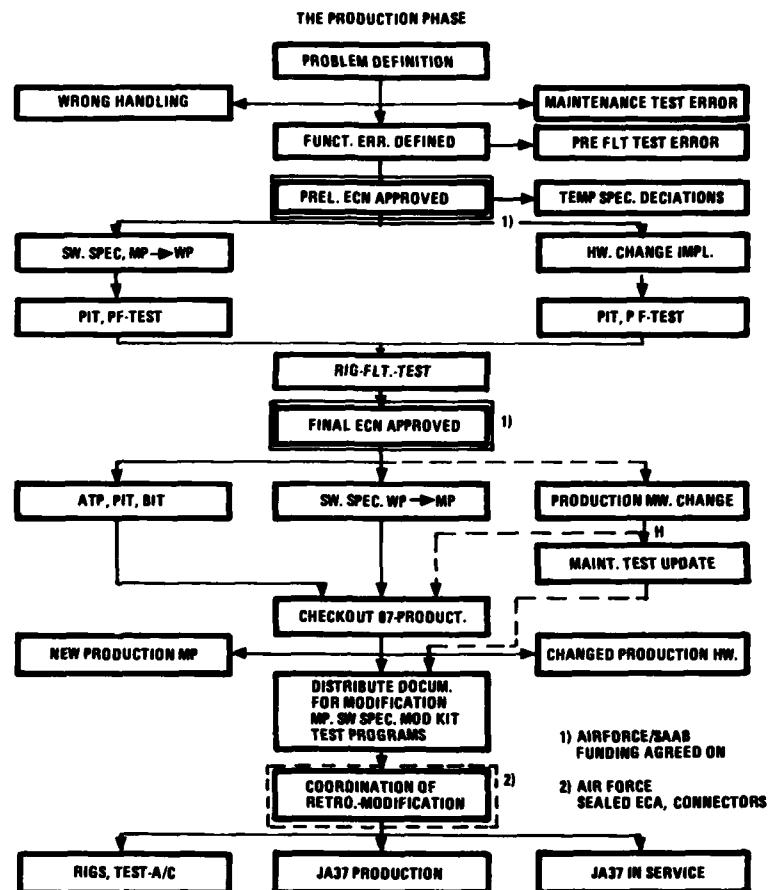 THE PRODUCTION PHASE
PROBLEM DEFINITION
WRONG HANDLING
MAINTENANCE TEST ERROR
FUNCT. ERR. DEFINED
PRE FLT TEST ERROR
PREL. ECN APPROVED
TEMP SPEC. DECIATIONS
1)
SW. SPEC, MP → WP
HW. CHANGE IMPL.
PIT, PF-TEST
PIT, P F-TEST
RIG-FLT.-TEST
FINAL ECN APPROVED
1)
ATP, PIT, BIT
SW. SPEC. WP → MP
PRODUCTION MW. CHANGE
H
MAINT. TEST UPDATE
CHECKOUT 07-PRODUCT.
NEW PRODUCTION MP
CHANGED PRODUCTION HW.
DISTRIBUTE DOCUM.
FOR MODIFICATION
MP. SW SPEC. MOD KIT
TEST PROGRAMS
1) AIRFORCE/SAAB
FUNDING AGREED ON
COORDINATION OF
RETRO.-MODIFICATION
2)
2) AIR FORCE
SEALED ECA, CONNECTORS
RIGS, TEST-A/C
JA37 PRODUCTION
JA37 IN SERVICE